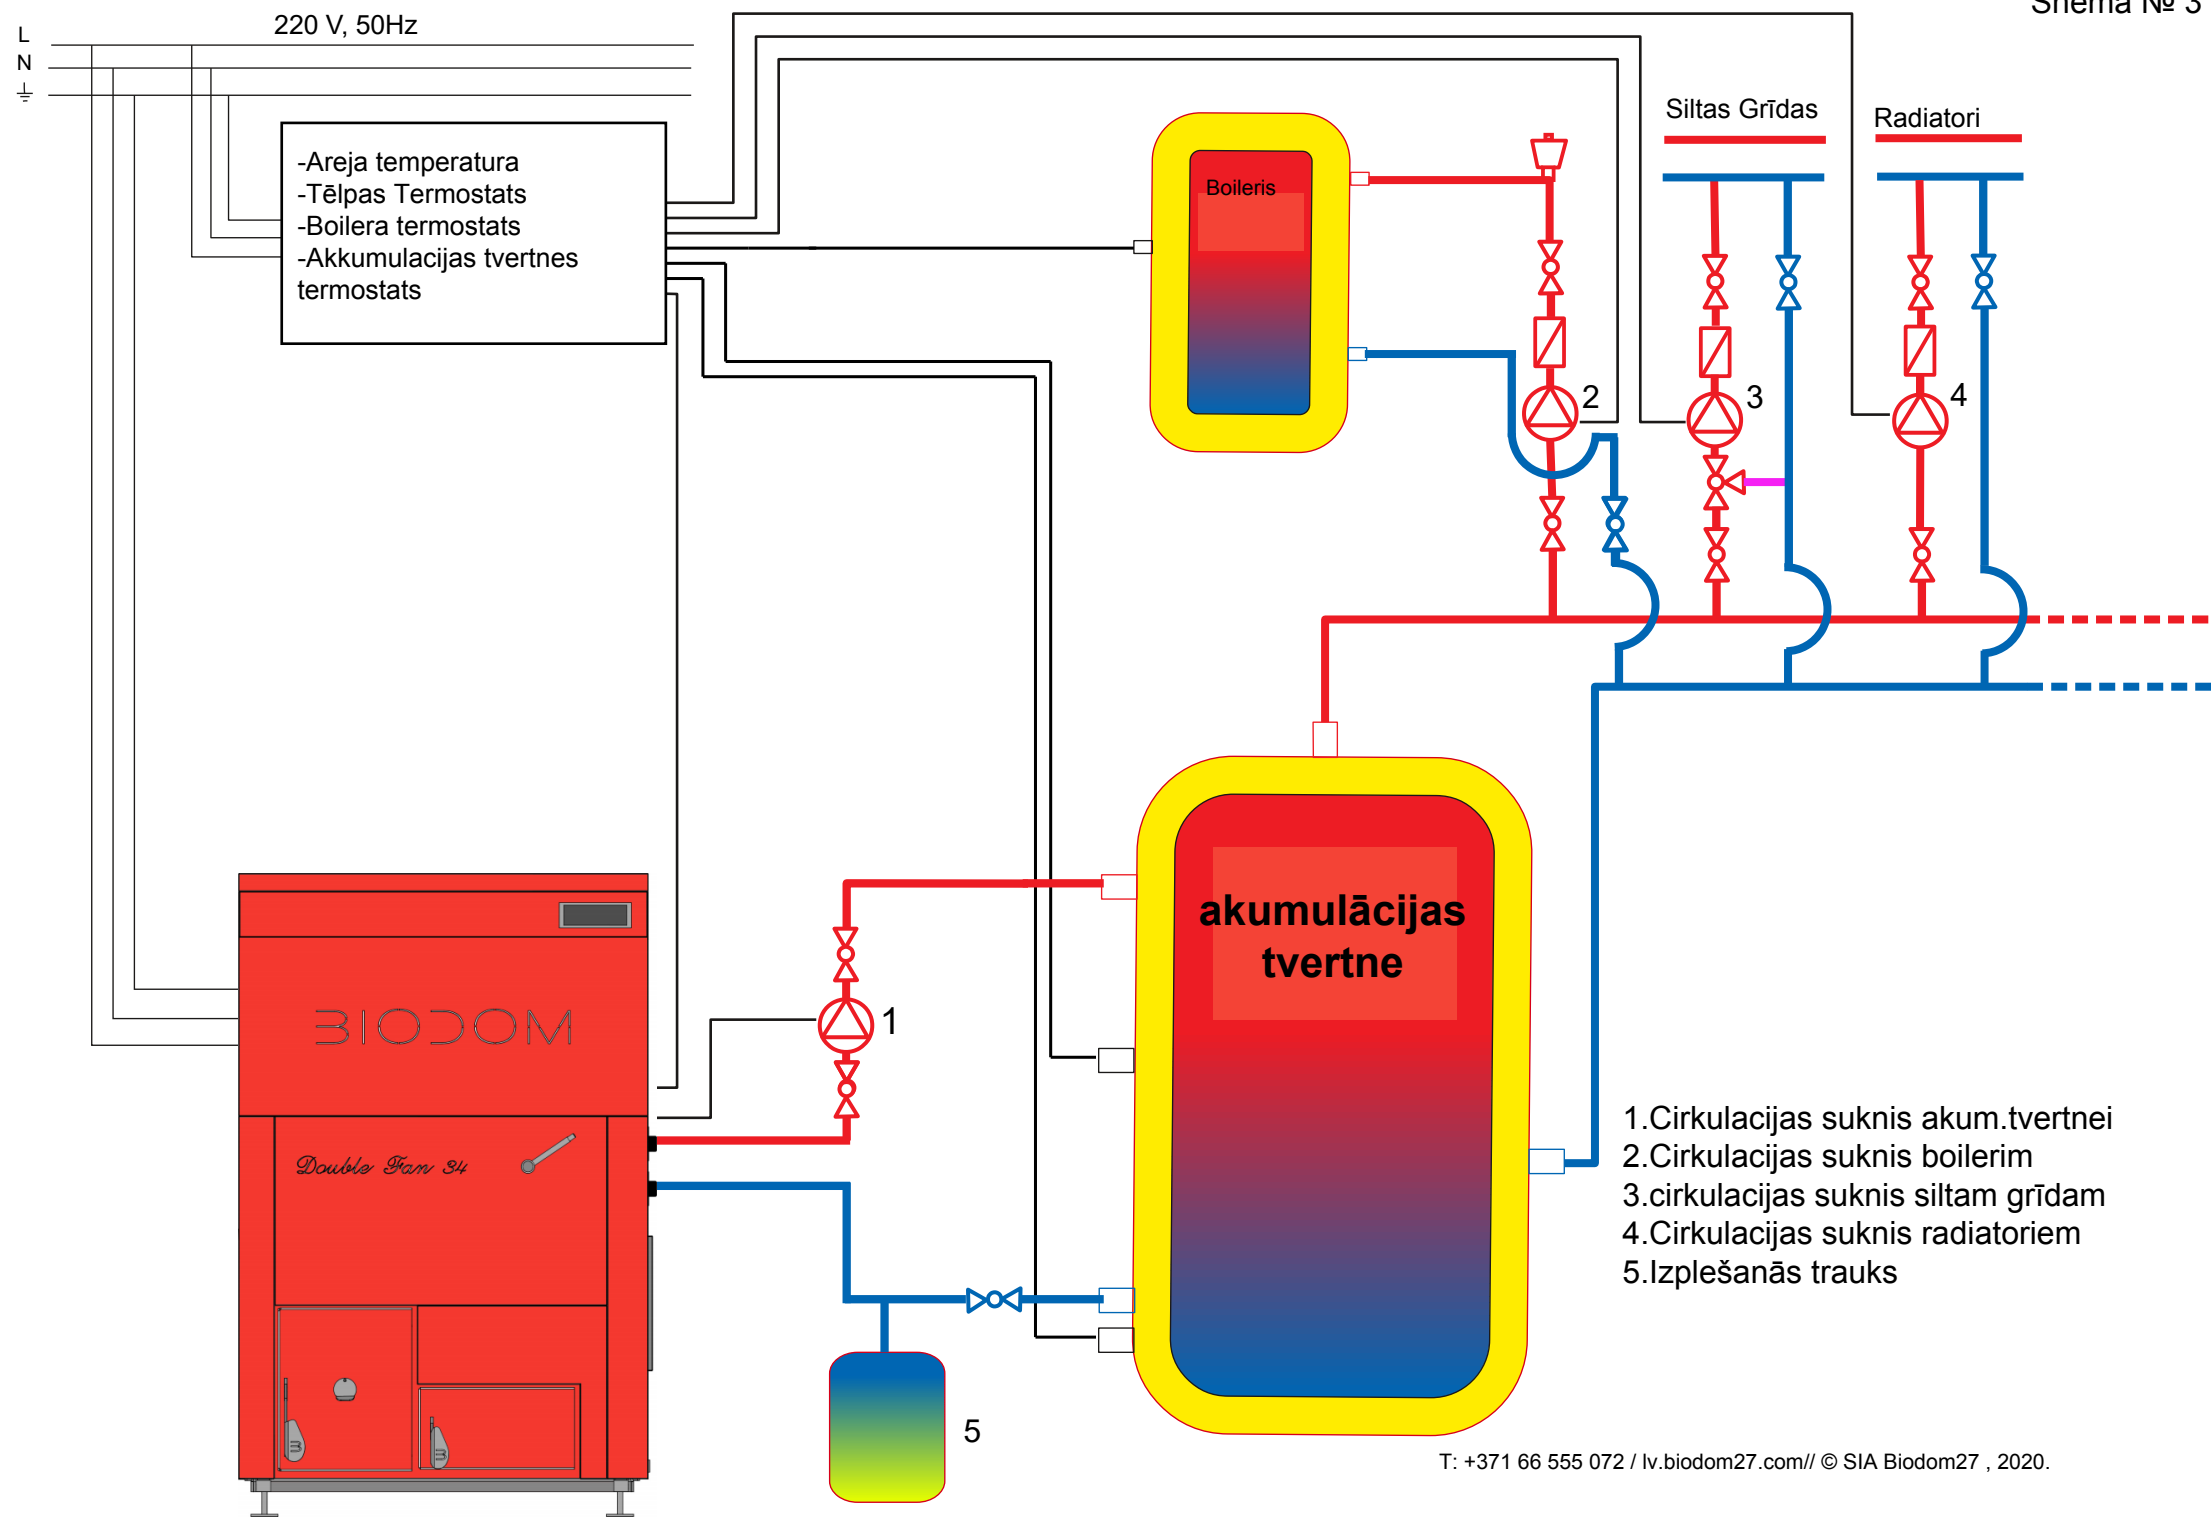 Shema № 3
220 V, 50Hz
L
N
-Areja temperatura
-Tēlpas Termostats
-Boilera termostats
-Akkumulacijas tvertnes
termostats
Boileris
Siltas Grīdas
Radiatori
2
3
4
akumulācijas
tvertne
BIODOM
1
Double Fan 34
1.Cirkulacijas suknis akum.tvertnei
2.Cirkulacijas suknis boilerim
3.cirkulacijas suknis siltam grīdam
4.Cirkulacijas suknis radiatoriem
5.Izplešanās trauks
5
T: +371 66 555 072 / lv.biodom27.com// © SIA Biodom27 , 2020.